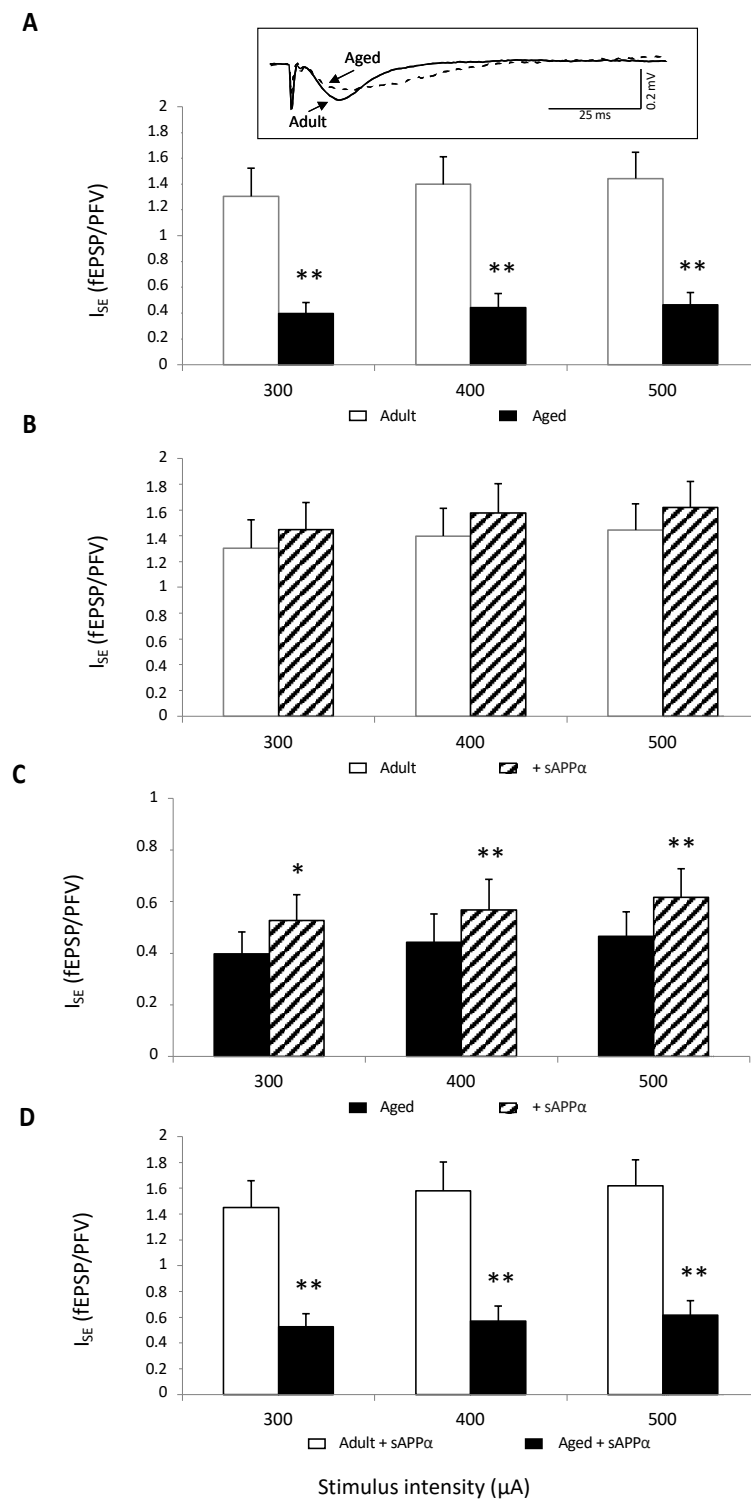 A
Aged
Adult
25 ms
0.2 mV
2
1.8
1.6
1.4
1.2
1
0.8
0.6
0.4
0.2
0
I_SE (fEPSP/PFV)
** ** **
300 400 500
Adult Aged
B
2
1.8
1.6
1.4
1.2
1
0.8
0.6
0.4
0.2
0
I_SE (fEPSP/PFV)
300 400 500
Adult + sAPPα
C
1
0.8
0.6
0.4
0.2
0
I_SE (fEPSP/PFV)
* ** **
300 400 500
Aged + sAPPα
D
2
1.8
1.6
1.4
1.2
1
0.8
0.6
0.4
0.2
0
I_SE (fEPSP/PFV)
** ** **
300 400 500
Adult + sAPPα Aged + sAPPα
Stimulus intensity (μA)